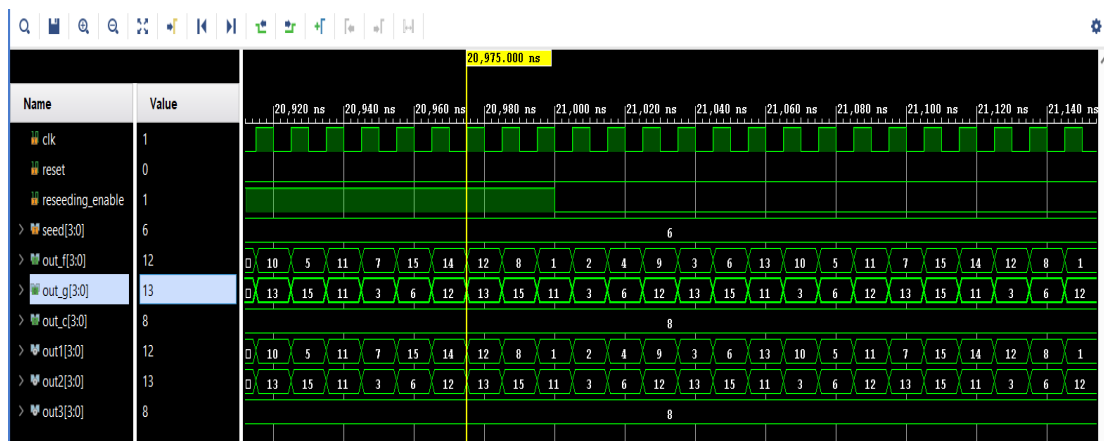 20,975.000 ns
Name Value
20,920 ns 20,940 ns 20,960 ns 20,980 ns 21,000 ns 21,020 ns 21,040 ns 21,060 ns 21,080 ns 21,100 ns 21,120 ns 21,140 ns
clk 1
reset 0
reseeding_enable 1
seed[3:0] 6 6
out_f[3:0] 12 10 5 11 7 15 14 12 8 1 2 4 9 3 6 13 10 5 11 7 15 14 12 8 1
out_g[3:0] 13 13 15 11 3 6 12 13 15 11 3 6 12 13 15 11 3 6 12 13 15 11 3 6 12
out_c[3:0] 8 8
out1[3:0] 12 10 5 11 7 15 14 12 8 1 2 4 9 3 6 13 10 5 11 7 15 14 12 8 1
out2[3:0] 13 13 15 11 3 6 12 13 15 11 3 6 12 13 15 11 3 6 12 13 15 11 3 6 12
out3[3:0] 8 8